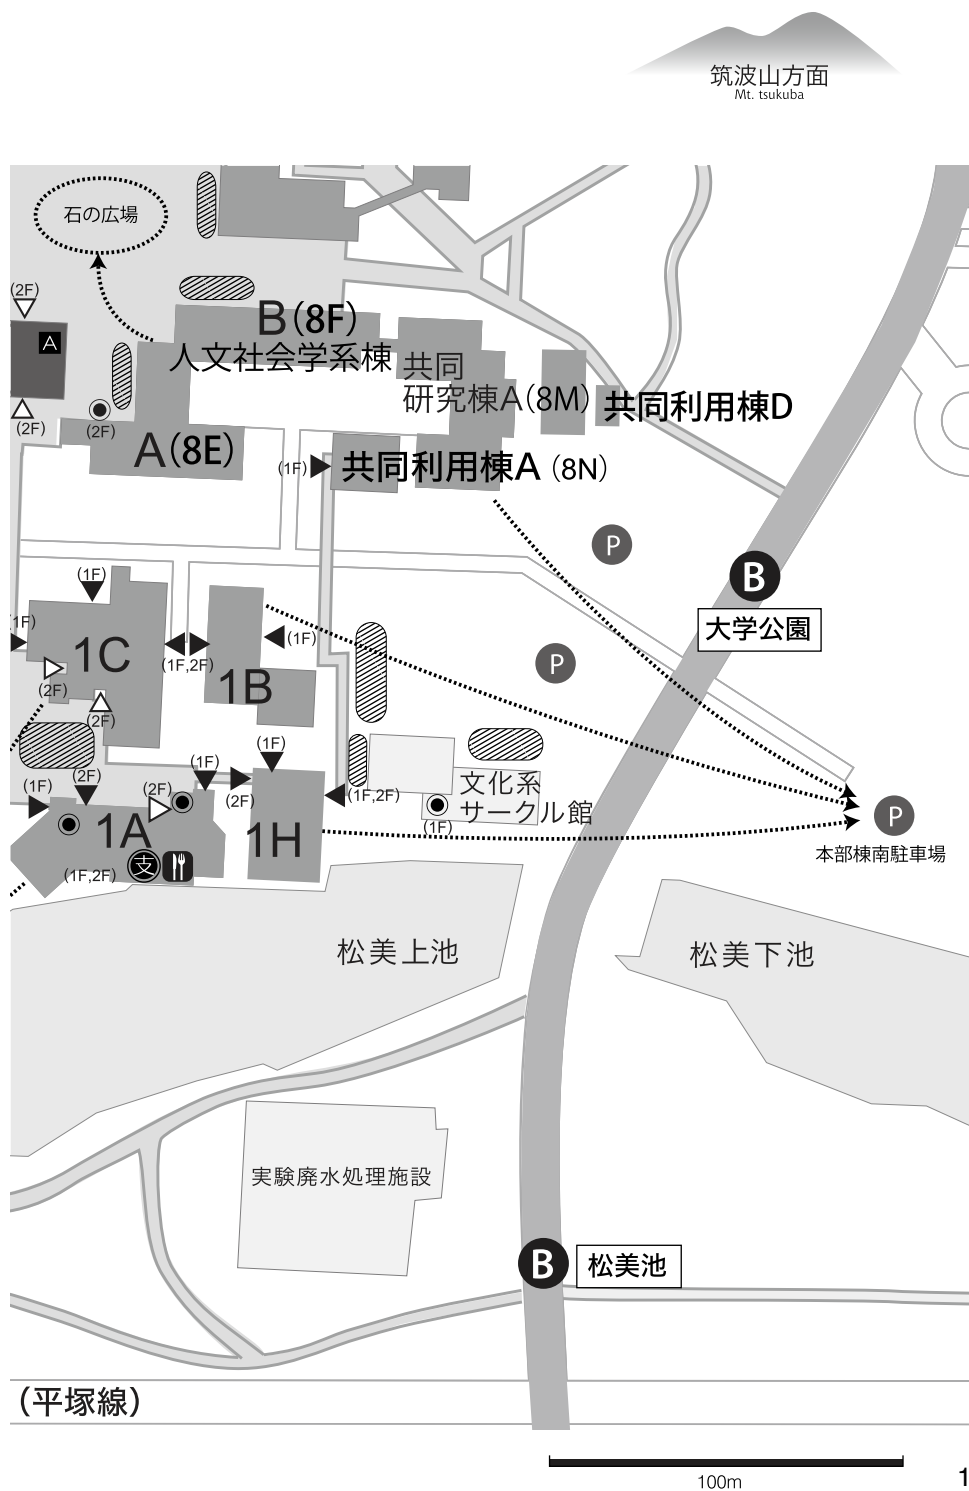 筑波山方面
Mt. tsukuba
石の広場
(2F)
A
(2F)
(2F)
B(8F)
人文社会学系棟
A(8E)
共同
研究棟A(8M)
共同利用棟D
(1F)
共同利用棟A (8N)
P
B
大学公園
(1F)
(1F)
1C
(2F)
(2F)
(1F,2F)
1B
(1F)
P
(1F)
(2F)
(1F)
(2F)
(1F)
(2F)
1A
支
(1F,2F)
1H
(1F,2F)
文化系
サークル館
(1F)
P
本部棟南駐車場
松美上池
松美下池
実験廃水処理施設
B
松美池
(平塚線)
100m
1